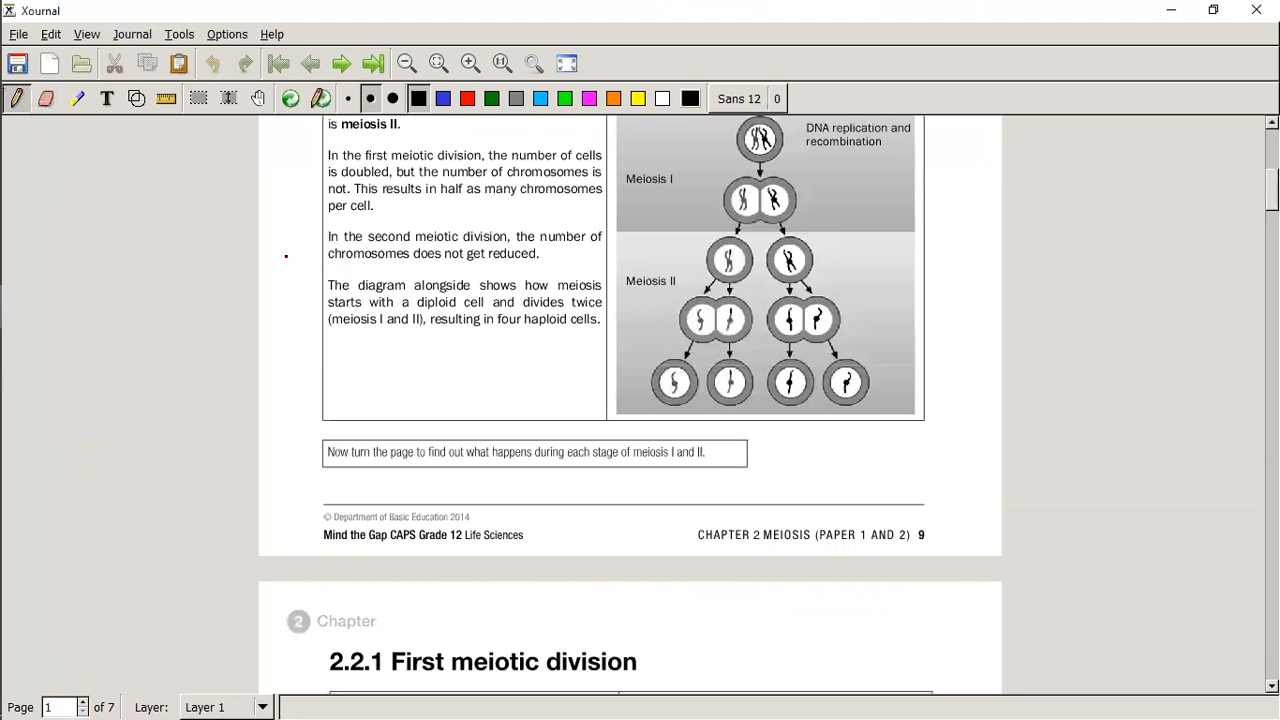 Xournal
File Edit View Journal Tools Options Help
Sans 12 0
is meiosis II.
In the first meiotic division, the number of cells
is doubled, but the number of chromosomes is
not. This results in half as many chromosomes
per cell.
In the second meiotic division, the number of
chromosomes does not get reduced.
The diagram alongside shows how meiosis
starts with a diploid cell and divides twice
(meiosis I and II), resulting in four haploid cells.
DNA replication and
recombination
Meiosis I
Meiosis II
Now turn the page to find out what happens during each stage of meiosis I and II.
© Department of Basic Education 2014
Mind the Gap CAPS Grade 12 Life Sciences
CHAPTER 2 MEIOSIS (PAPER 1 AND 2) 9
2 Chapter
2.2.1 First meiotic division
Page 1 of 7 Layer: Layer 1